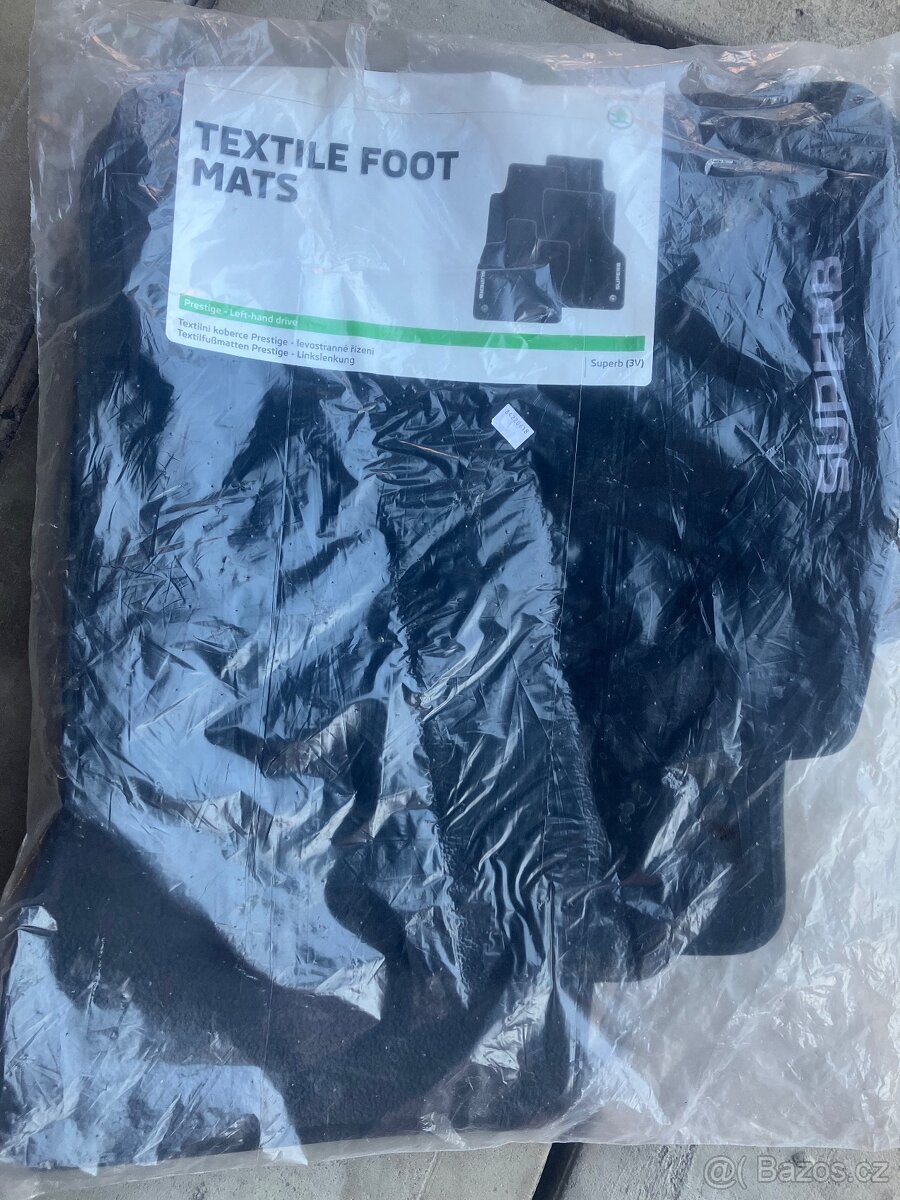 TEXTILE FOOT
MATS
SUPERB
Prestige - Left-hand drive
Textilní koberce Prestige - levostranné řízení
Textilfußmatten Prestige - Linkslenkung
Superb (3V)
SUPERB
Bazos.cz